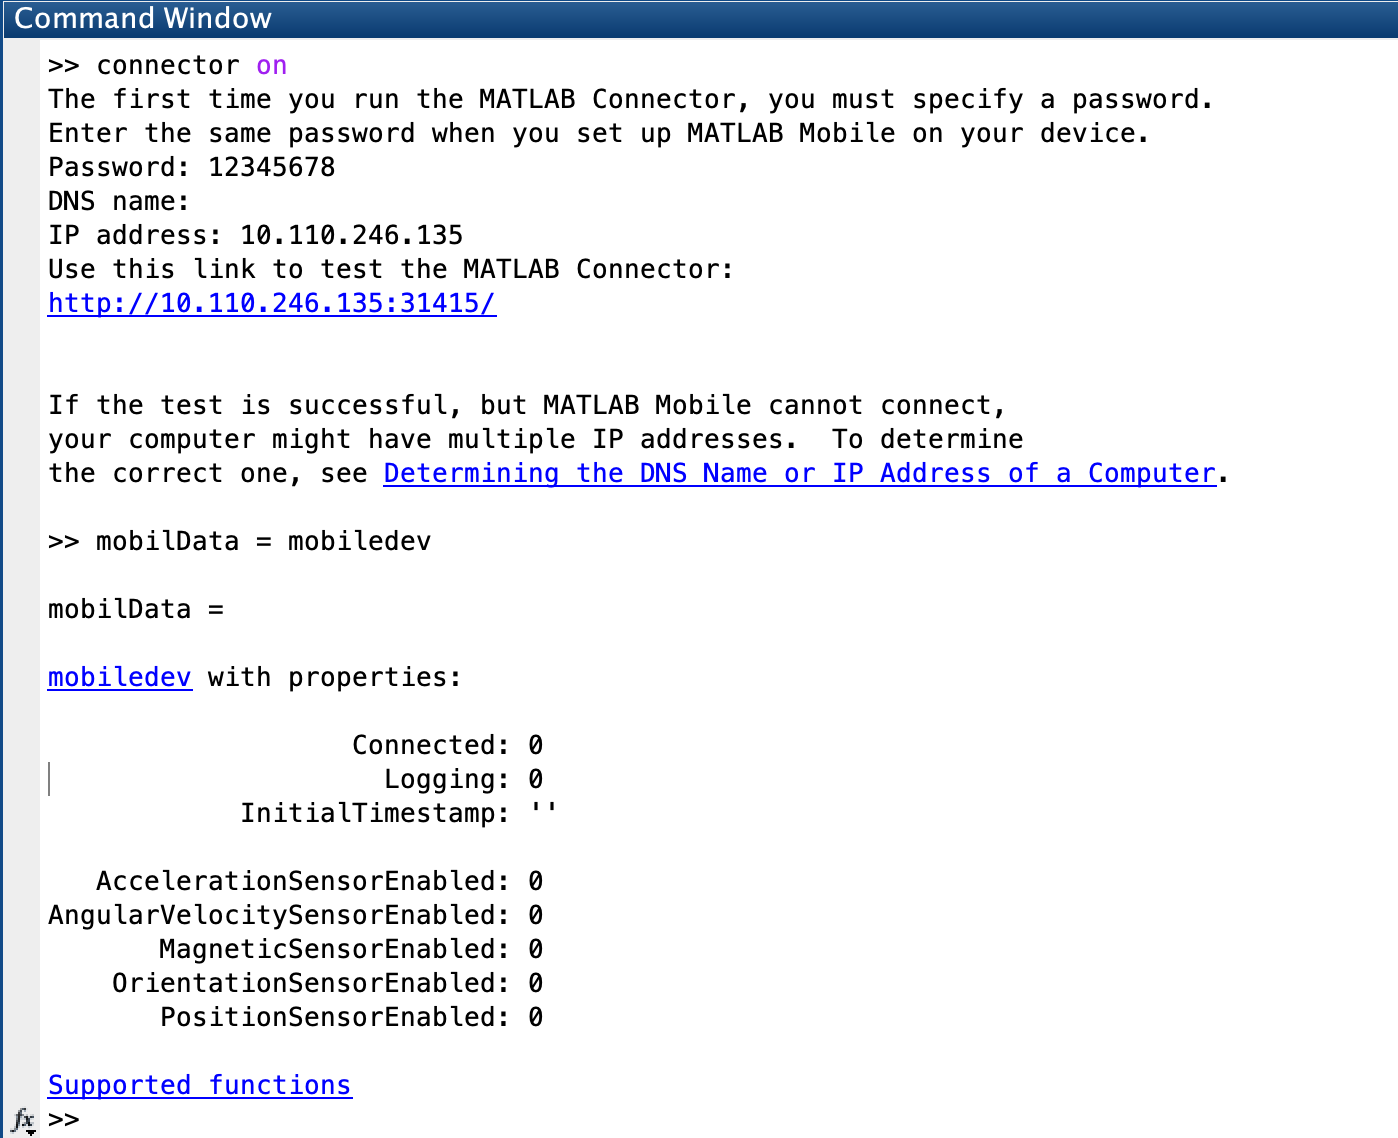 Command Window
>> connector on
The first time you run the MATLAB Connector, you must specify a password.
Enter the same password when you set up MATLAB Mobile on your device.
Password: 12345678
DNS name:
IP address: 10.110.246.135
Use this link to test the MATLAB Connector:
http://10.110.246.135:31415/
If the test is successful, but MATLAB Mobile cannot connect,
your computer might have multiple IP addresses.  To determine
the correct one, see Determining the DNS Name or IP Address of a Computer.
>> mobilData = mobiledev
mobilData =
mobiledev with properties:
Connected: 0
Logging: 0
InitialTimestamp: ''
AccelerationSensorEnabled: 0
AngularVelocitySensorEnabled: 0
MagneticSensorEnabled: 0
OrientationSensorEnabled: 0
PositionSensorEnabled: 0
Supported functions
fx >>